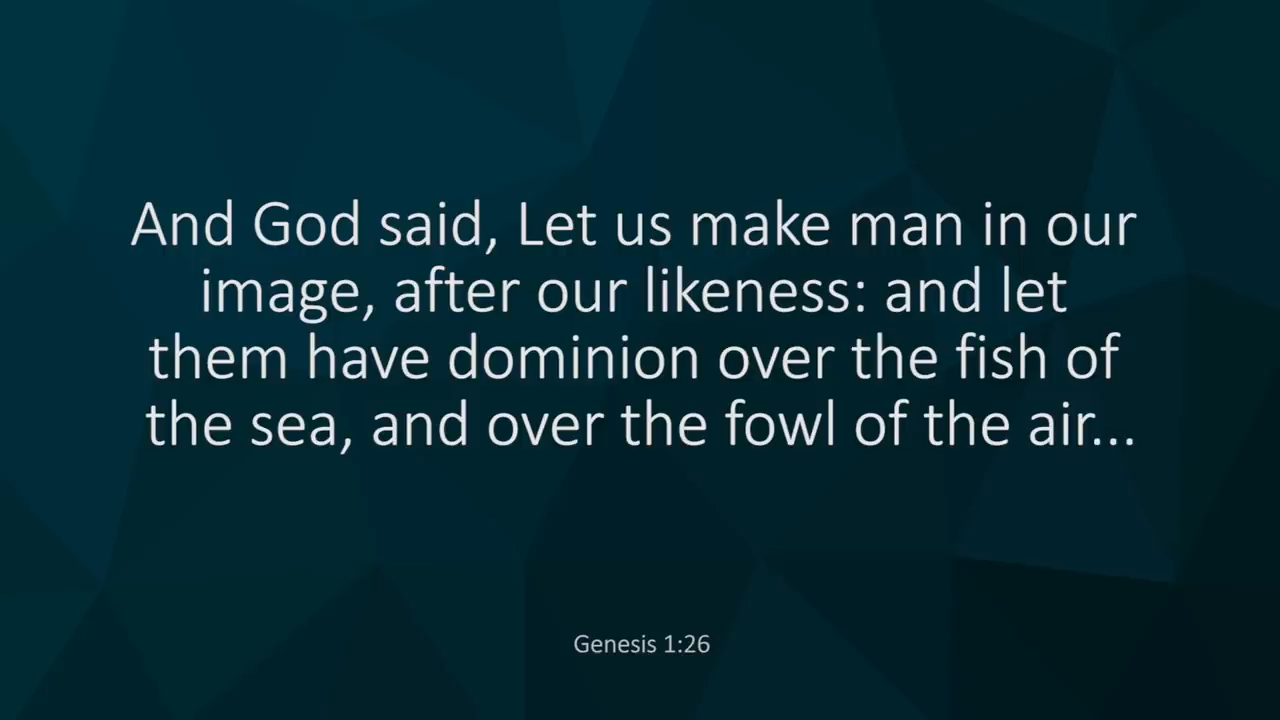 And God said, Let us make man in our
image, after our likeness: and let
them have dominion over the fish of
the sea, and over the fowl of the air...
Genesis 1:26